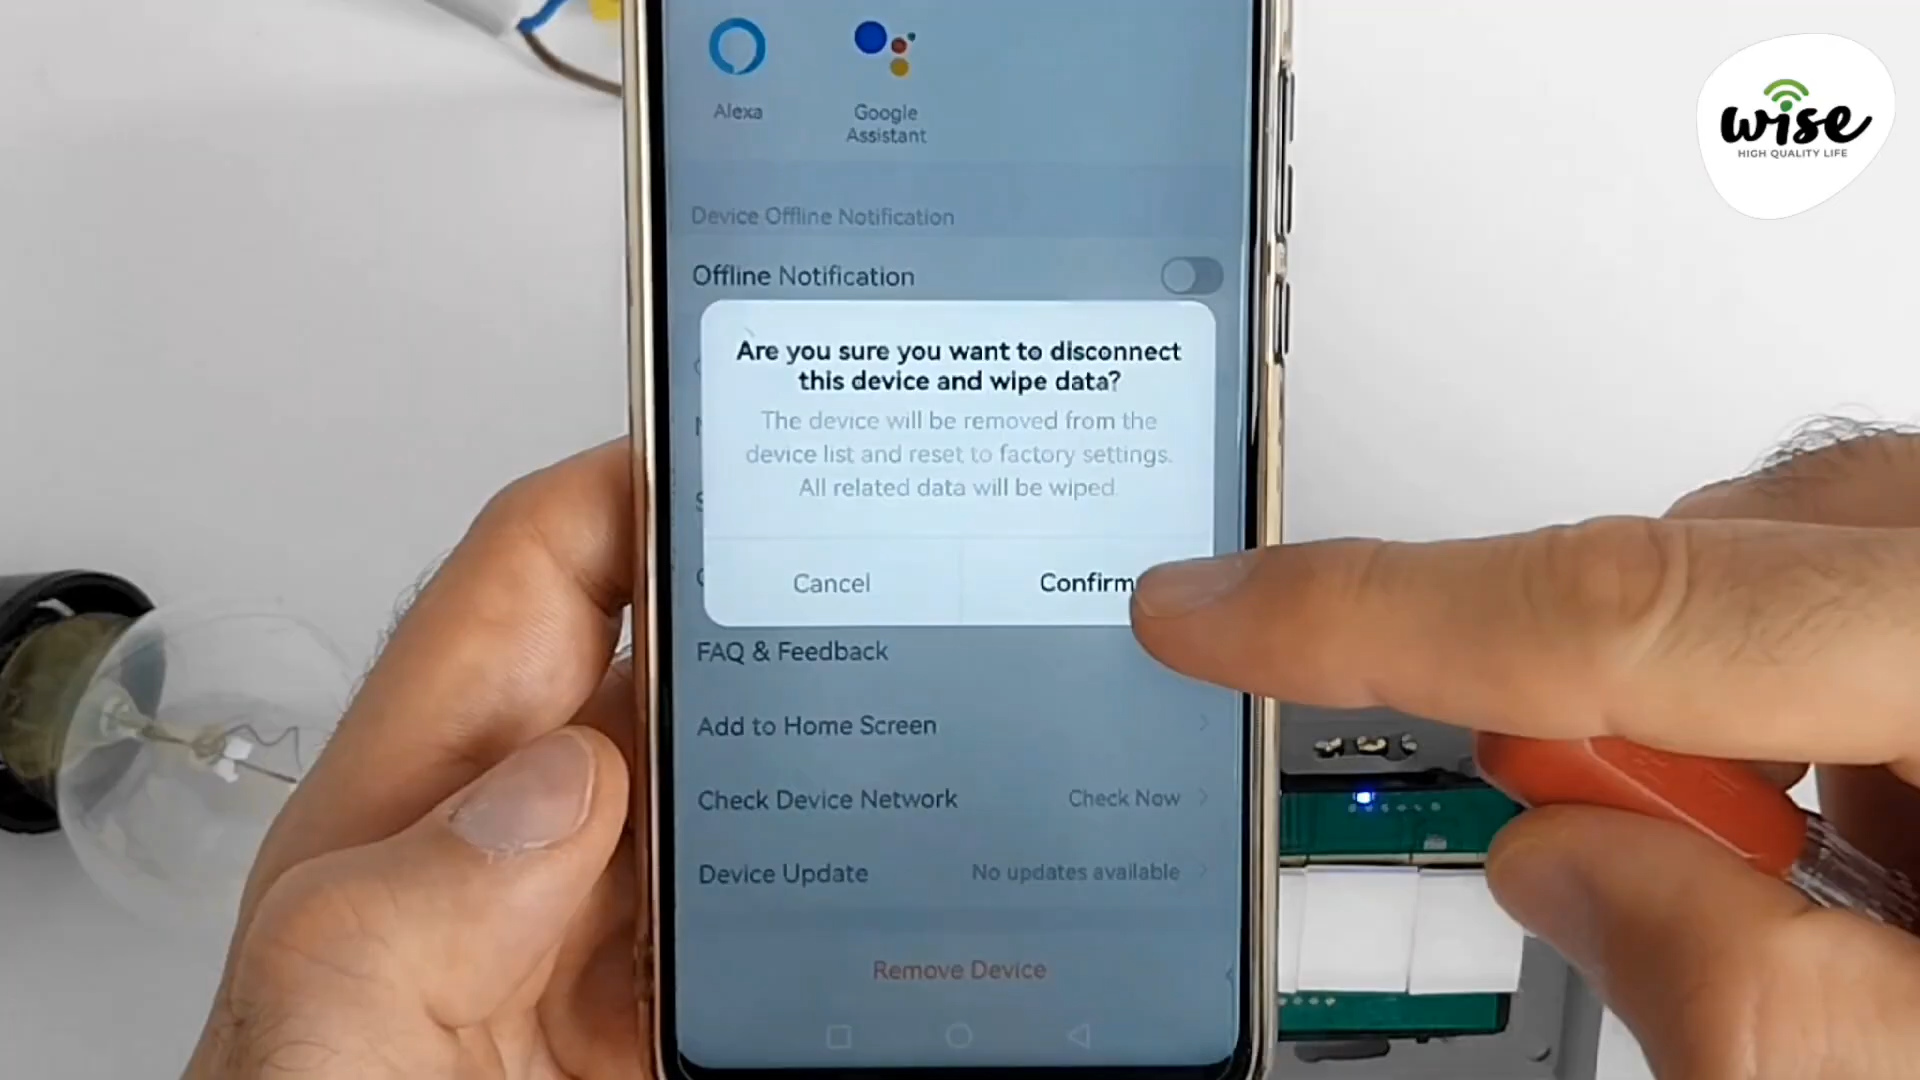 Alexa
Google
Assistant
wise
HIGH QUALITY LIFE
Device Offline Notification
Offline Notification
Are you sure you want to disconnect
this device and wipe data?
The device will be removed from the
device list and reset to factory settings.
All related data will be wiped.
Cancel
Confirm
FAQ & Feedback
Add to Home Screen
Check Device Network
Check Now
Device Update
No updates available
Remove Device